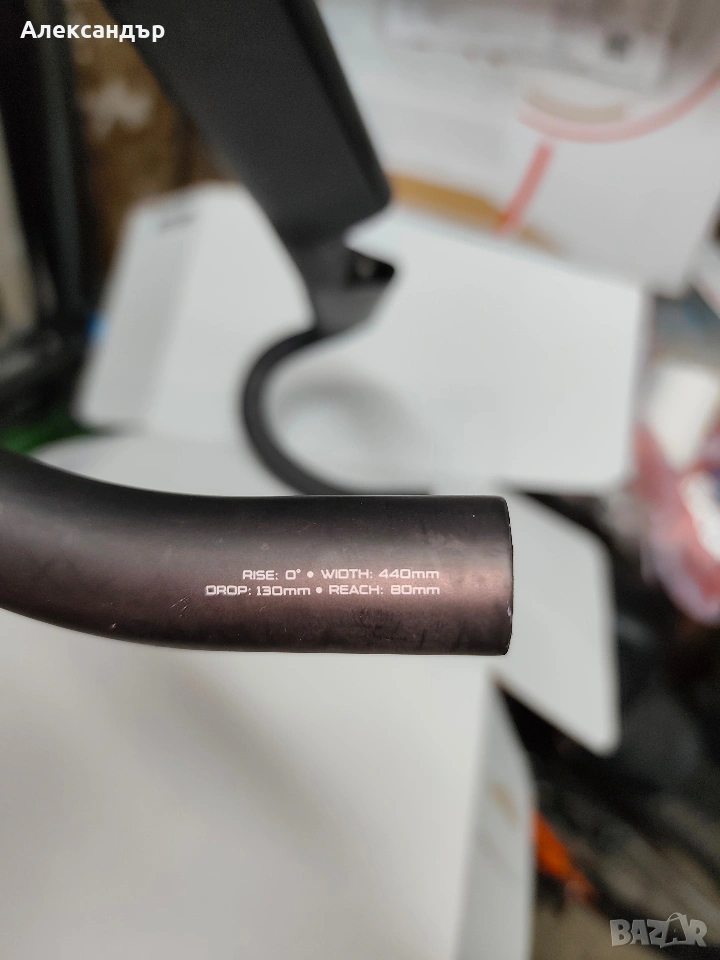 Александър
RISE: 0° • WIDTH: 440mm
DROP: 130mm • REACH: 80mm
BAZAR